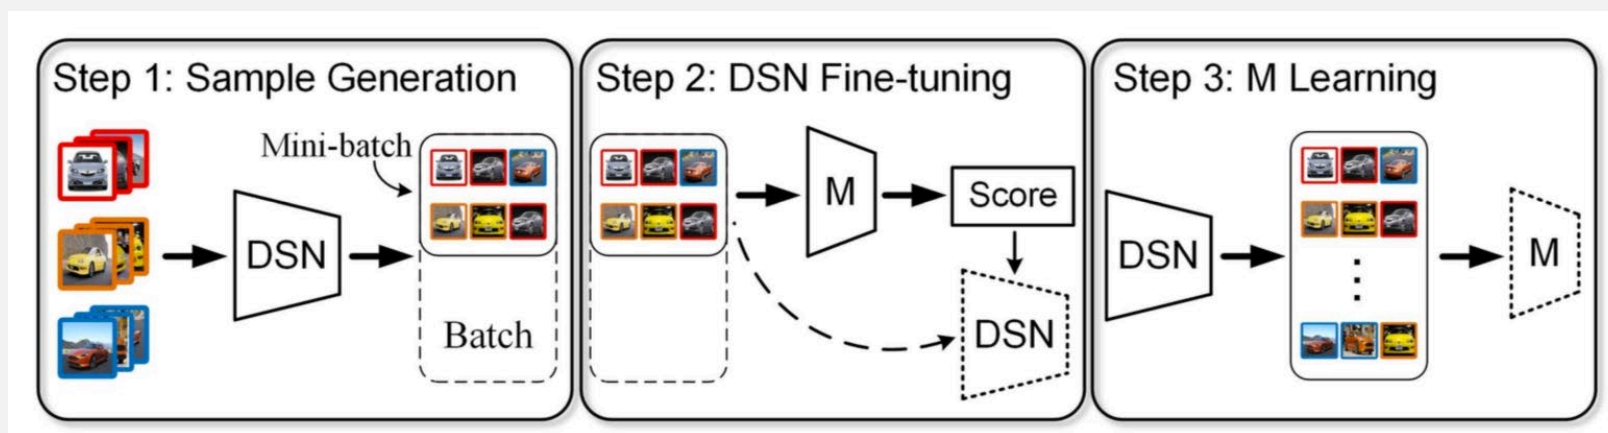 Step 1: Sample Generation
Mini-batch
DSN
Batch
Step 2: DSN Fine-tuning
M
Score
DSN
Step 3: M Learning
DSN
M